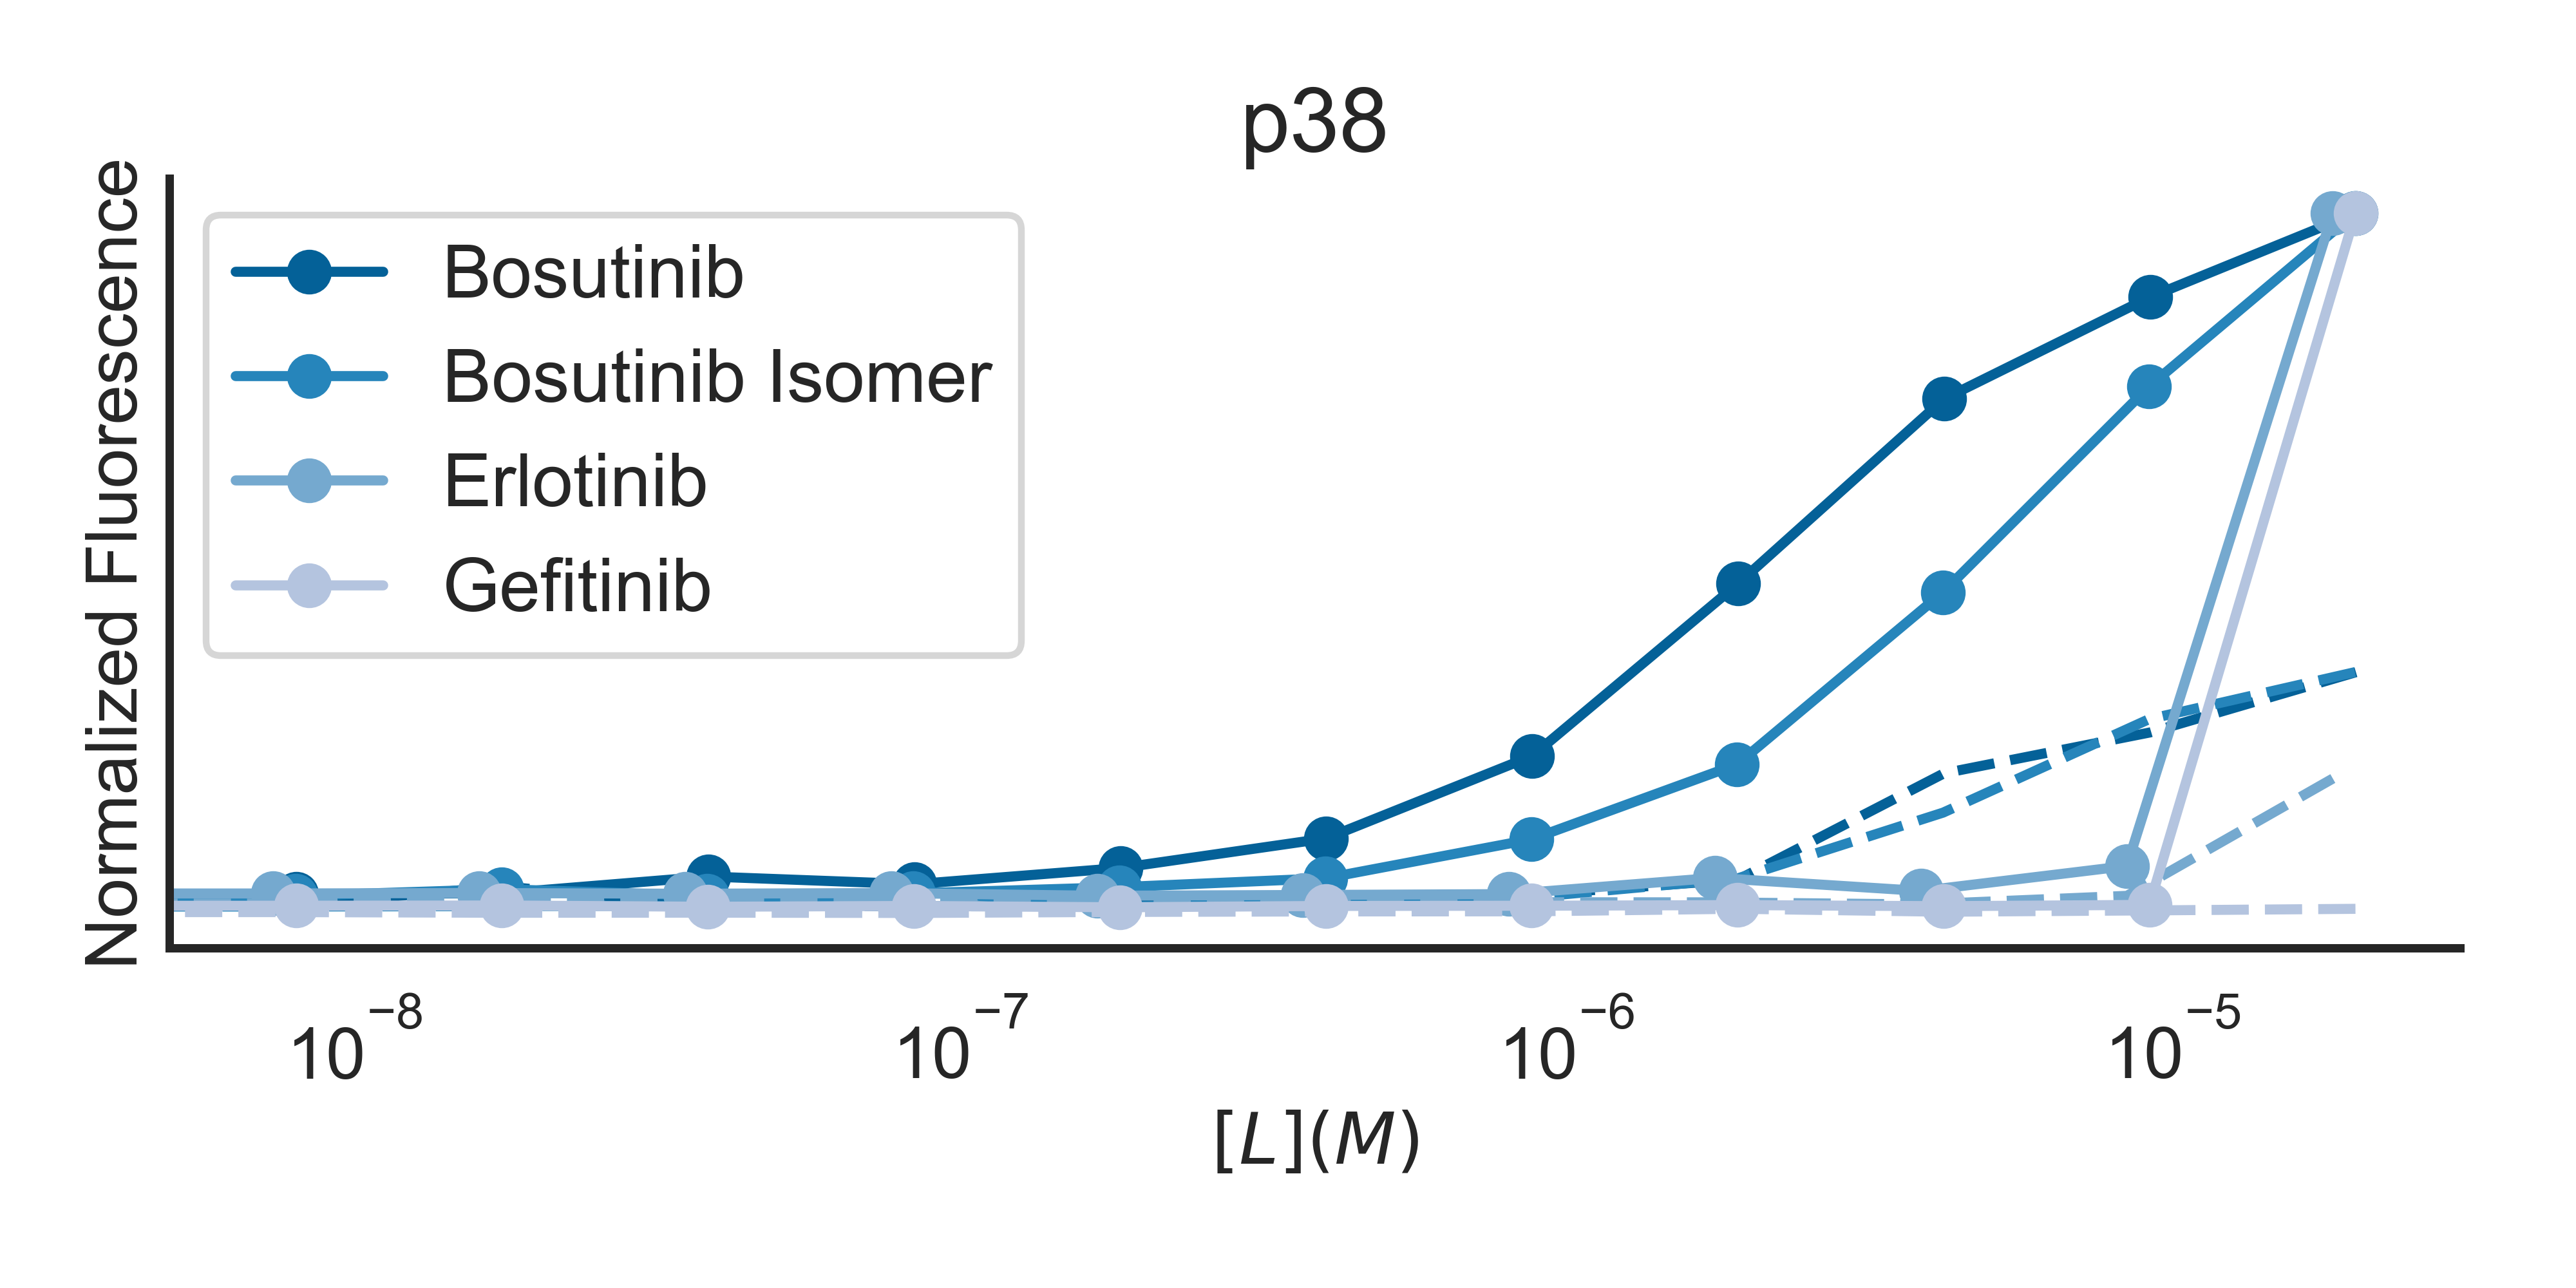 p38
Normalized Fluorescence
Bosutinib
Bosutinib Isomer
Erlotinib
Gefitinib
10⁻⁸ 10⁻⁷ 10⁻⁶ 10⁻⁵
[L](M)